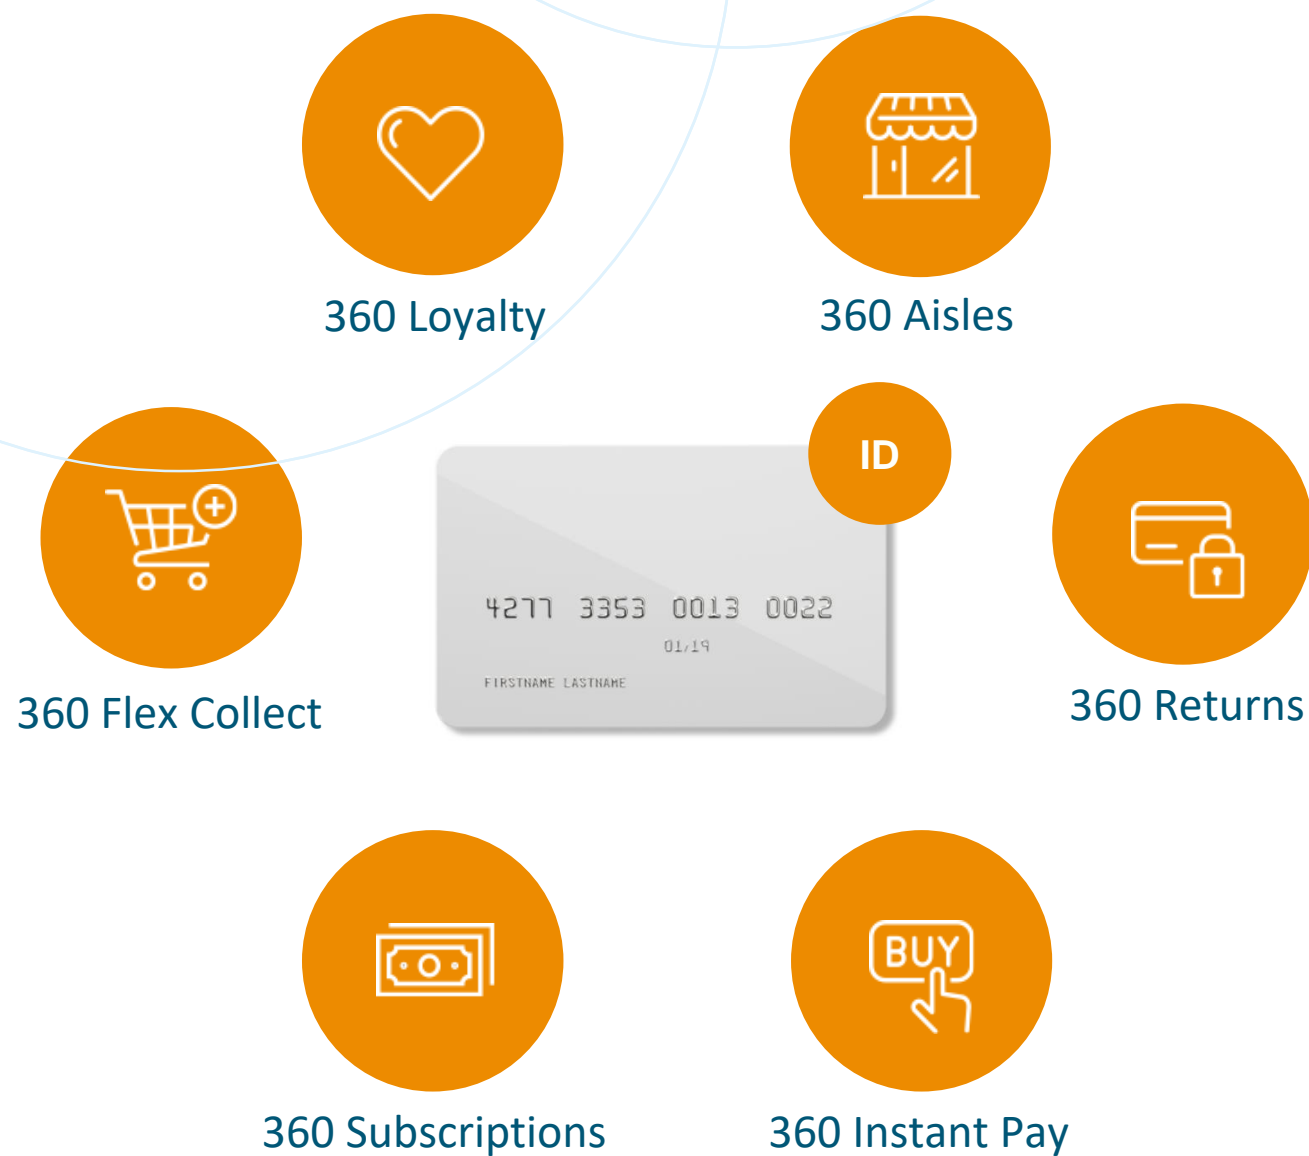 360 Loyalty
360 Aisles
ID
4277 3353 0013 0022
01/19
FIRSTNAME LASTNAME
360 Flex Collect
360 Returns
BUY
360 Subscriptions
360 Instant Pay